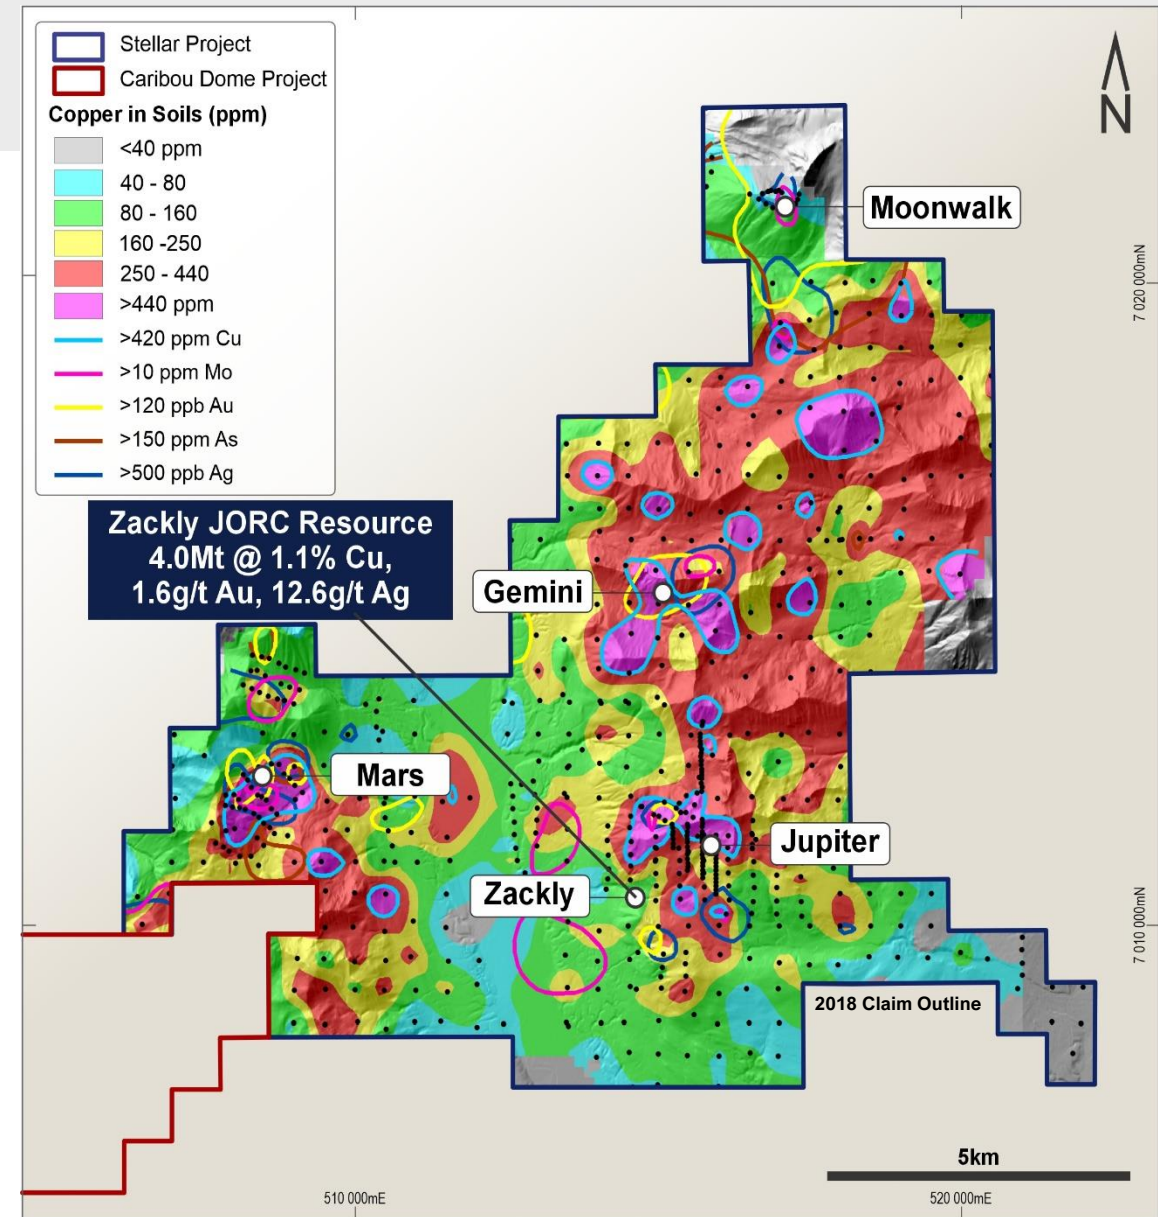 Stellar Project
Caribou Dome Project
Copper in Soils (ppm)
<40 ppm
40 - 80
80 - 160
160 -250
250 - 440
>440 ppm
>420 ppm Cu
>10 ppm Mo
>120 ppb Au
>150 ppm As
>500 ppb Ag
N
Moonwalk
7 020 000mN
Zackly JORC Resource
4.0Mt @ 1.1% Cu,
1.6g/t Au, 12.6g/t Ag
Gemini
Mars
Jupiter
Zackly
7 010 000mN
2018 Claim Outline
5km
510 000mE
520 000mE